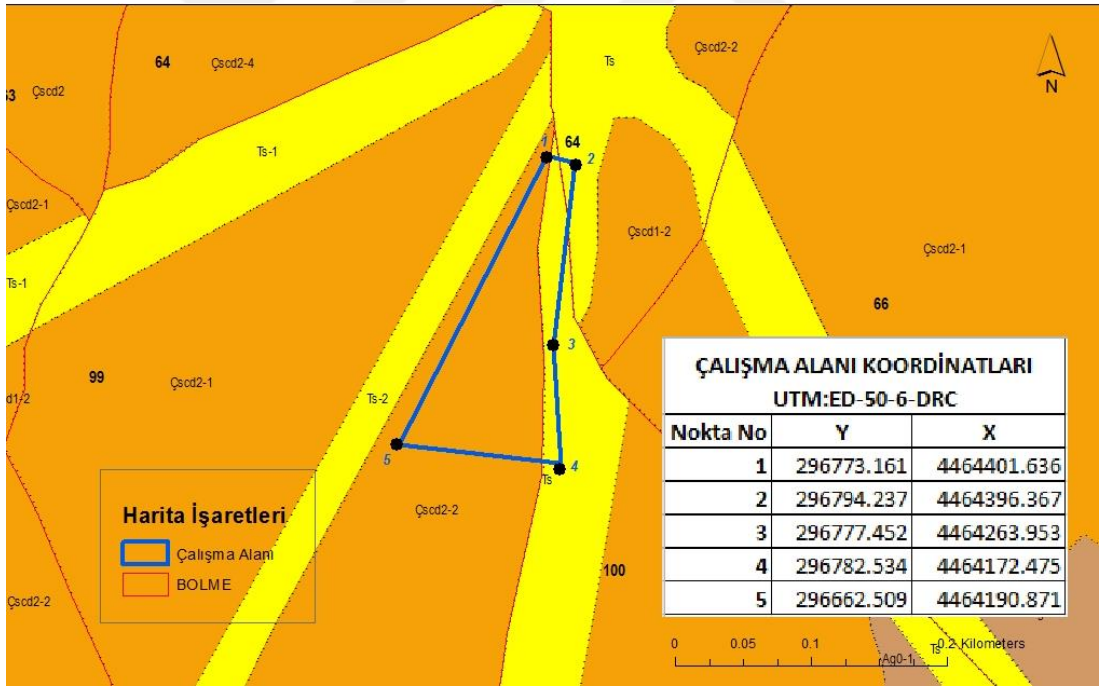 64
Çscd2-4
Çscd2
Ts
Çscd2-2
N
Ts-1
1
64
2
Çscd2-1
Çscd1-2
Çscd2-1
Ts-1
66
3
99
Çscd2-1
Ts-2
5
4
Ts
Çscd2-2
100
Çscd2-2
Harita İşaretleri
Çalışma Alanı
BOLME
ÇALIŞMA ALANI KOORDİNATLARI
UTM:ED-50-6-DRC
Nokta No Y X
1 296773.161 4464401.636
2 296794.237 4464396.367
3 296777.452 4464263.953
4 296782.534 4464172.475
5 296662.509 4464190.871
0 0.05 0.1 0.2 Kilometers
Ts
Ag0-1